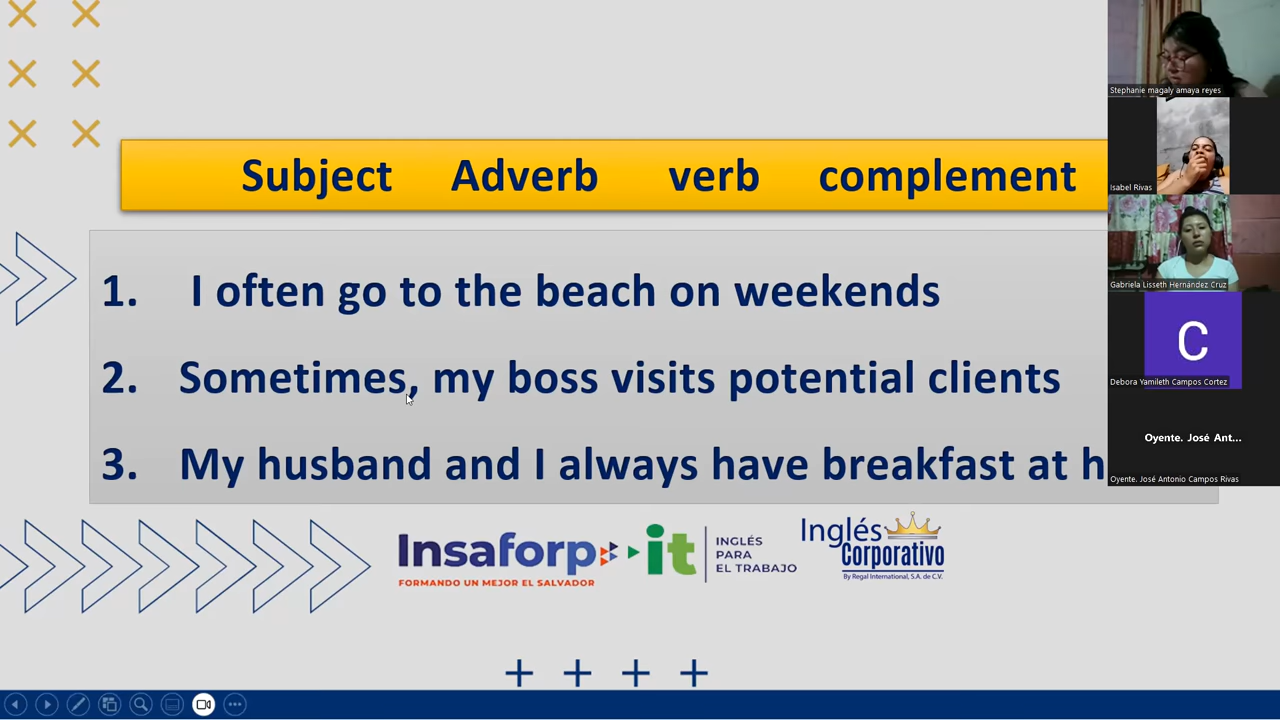 Subject Adverb verb complement
1. I often go to the beach on weekends
2. Sometimes, my boss visits potential clients
3. My husband and I always have breakfast at h
Insaforp
FORMANDO UN MEJOR EL SALVADOR
it
INGLÉS
PARA
EL TRABAJO
Inglés
Corporativo
By Regal International, S.A. de C.V.
Stephanie magaly amaya reyes
Isabel Rivas
Gabriela Lisseth Hernández Cruz
C
Debora Yamileth Campos Cortez
Oyente. José Ant...
Oyente. José Antonio Campos Rivas